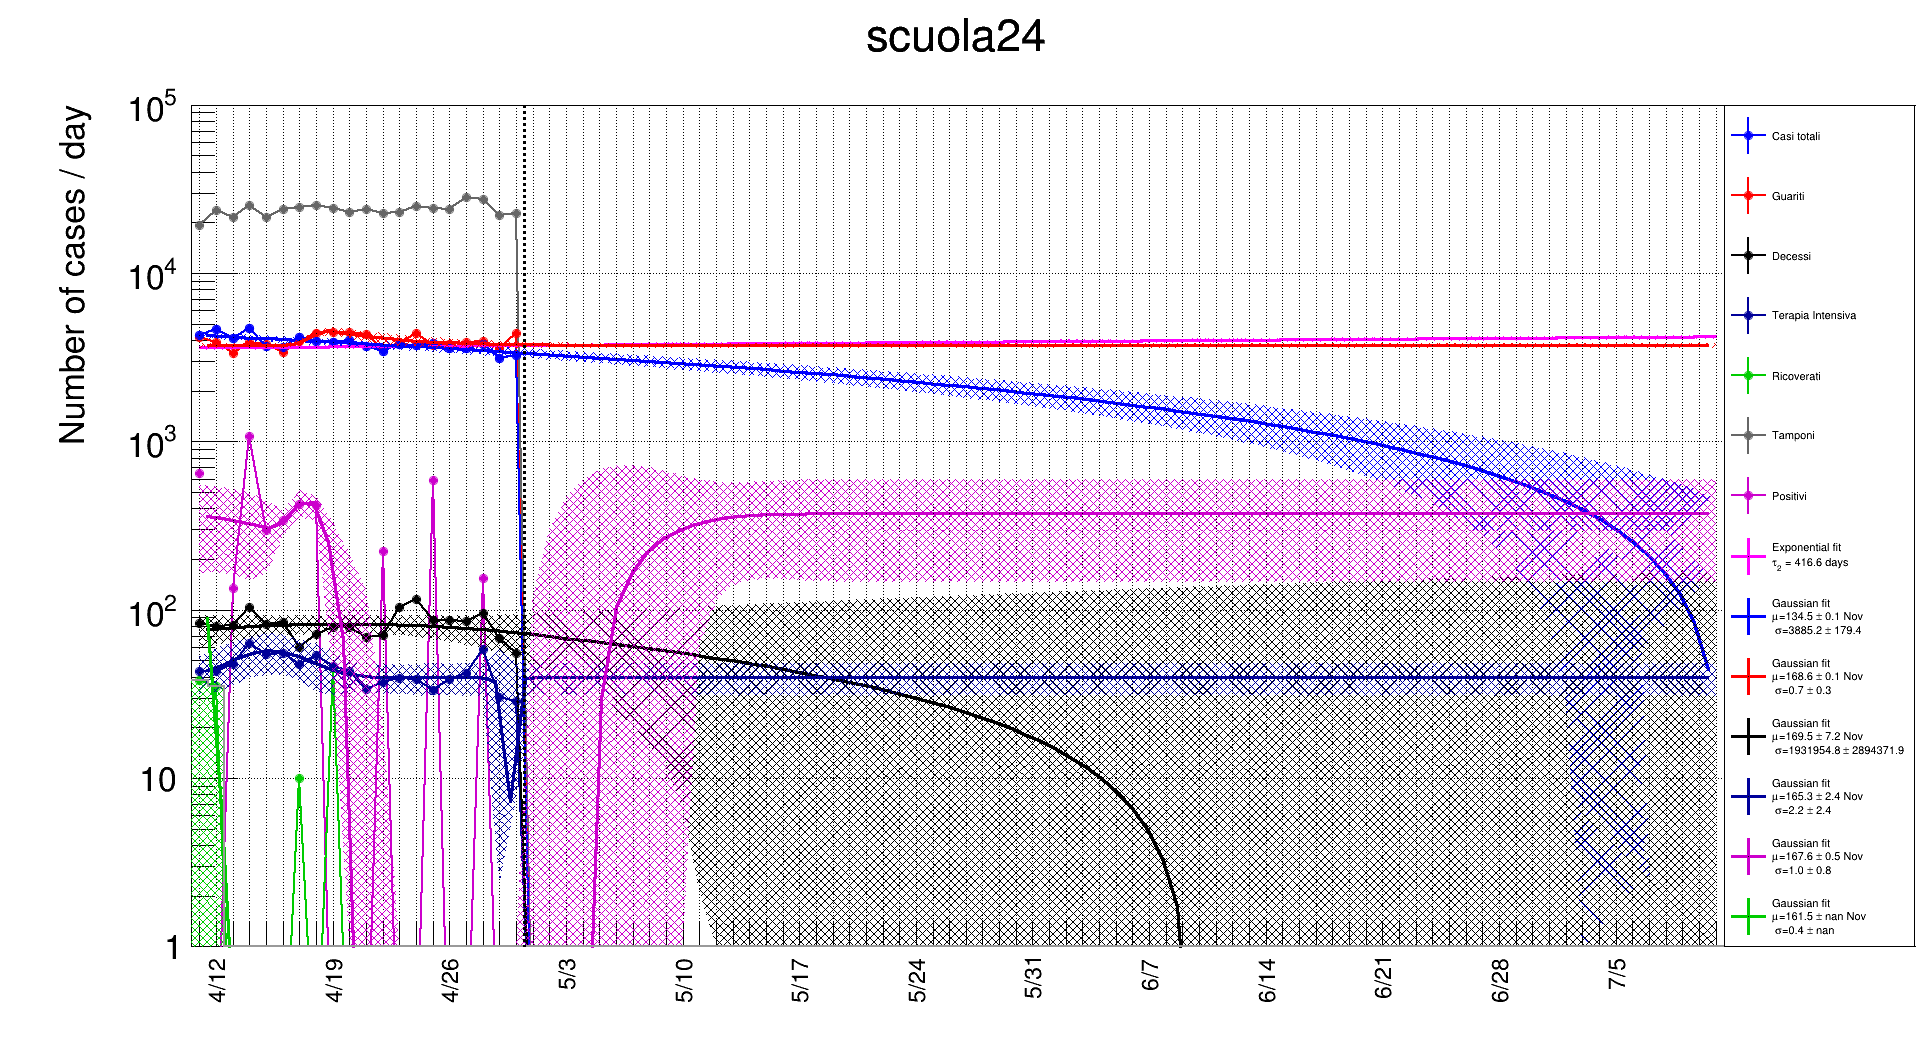 scuola24
Number of cases / day
10^5
10^4
10^3
10^2
10
1
4/12
4/19
4/26
5/3
5/10
5/17
5/24
5/31
6/7
6/14
6/21
6/28
7/5
Casi totali
Guariti
Decessi
Terapia Intensiva
Ricoverati
Tamponi
Positivi
Exponential fit
τ_2 = 416.6 days
Gaussian fit
μ=134.5 ± 0.1 Nov
σ=3885.2 ± 179.4
Gaussian fit
μ=168.6 ± 0.1 Nov
σ=0.7 ± 0.3
Gaussian fit
μ=169.5 ± 7.2 Nov
σ=1931954.8 ± 2894371.9
Gaussian fit
μ=165.3 ± 2.4 Nov
σ=2.2 ± 2.4
Gaussian fit
μ=167.6 ± 0.5 Nov
σ=1.0 ± 0.8
Gaussian fit
μ=161.5 ± nan Nov
σ=0.4 ± nan